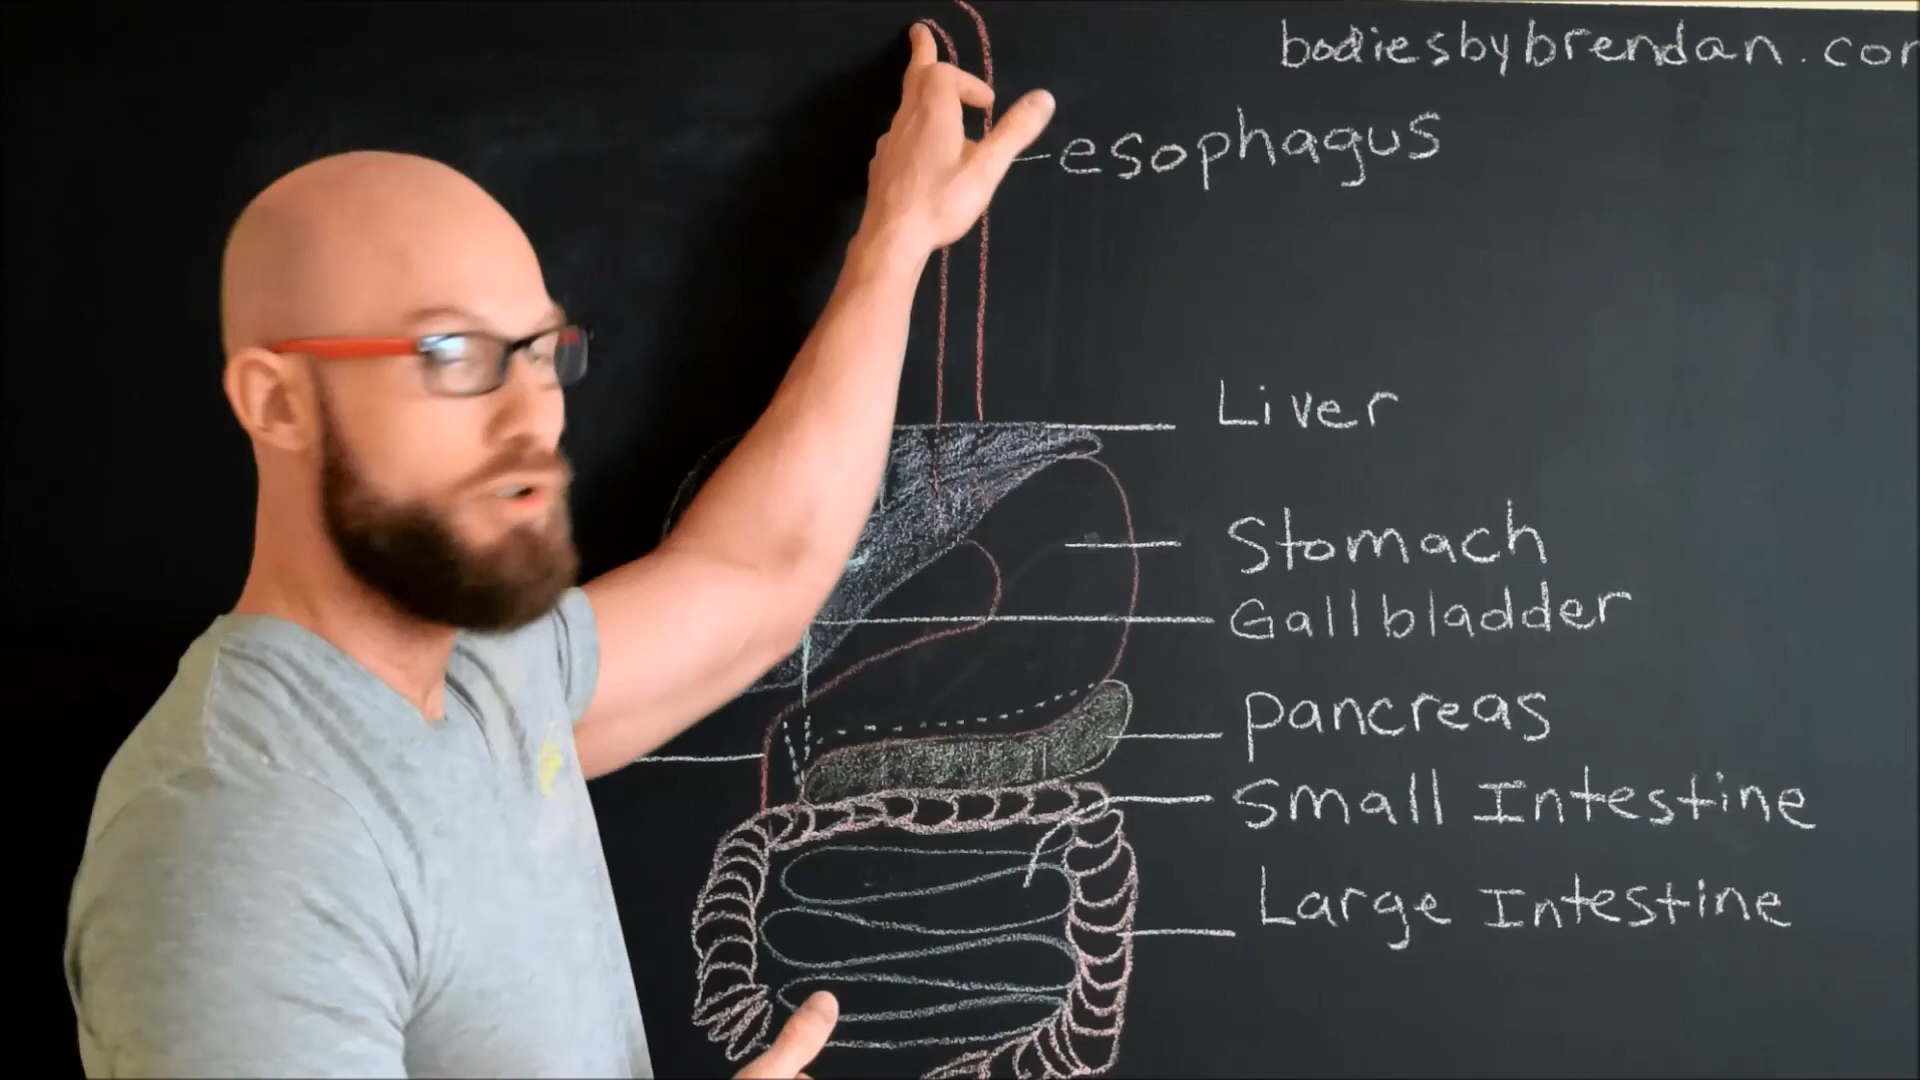 bodiesbybrendan.com
esophagus
Liver
Stomach
Gallbladder
pancreas
Small Intestine
Large Intestine